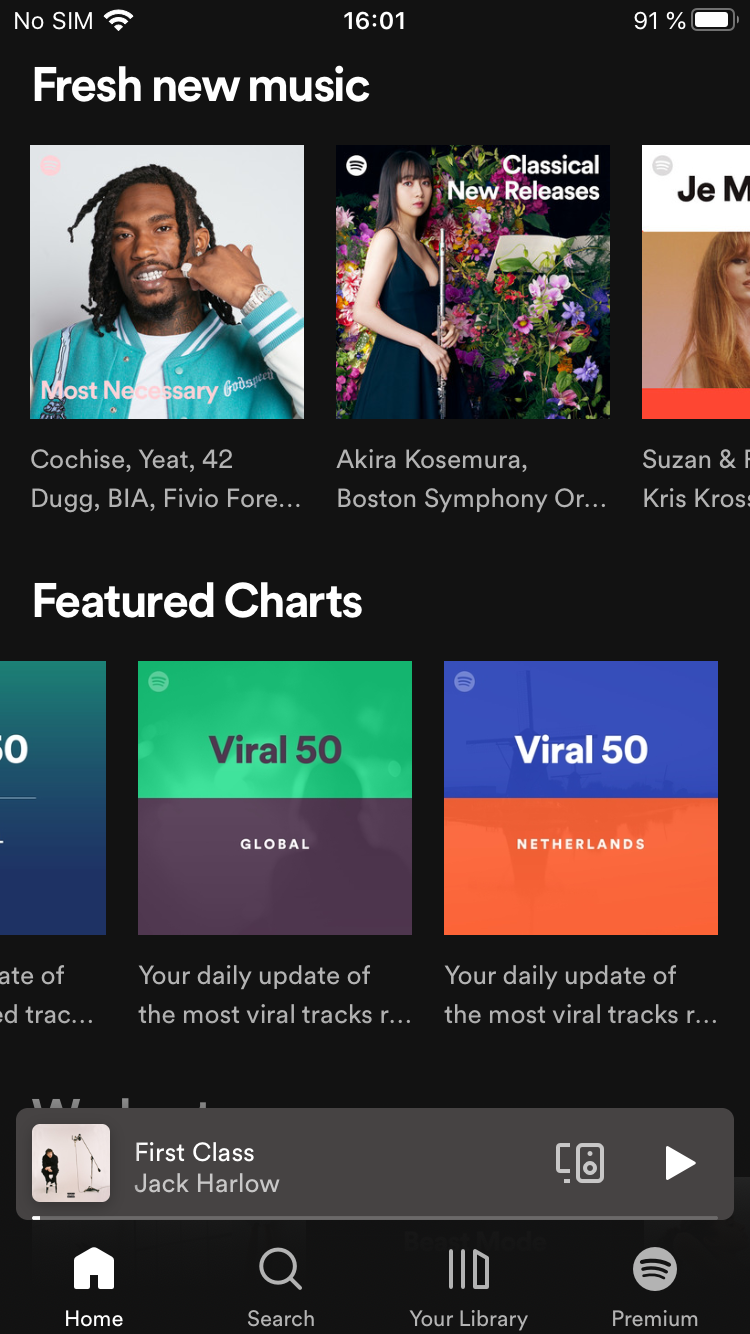 No SIM 16:01 91 %
Fresh new music
Most Necessary Godspeed
Classical
New Releases
Je M
Cochise, Yeat, 42
Dugg, BIA, Fivio Fore...
Akira Kosemura,
Boston Symphony Or...
Suzan & F
Kris Kross
Featured Charts
50
Viral 50
GLOBAL
Viral 50
NETHERLANDS
ate of
ed trac...
Your daily update of
the most viral tracks r...
Your daily update of
the most viral tracks r...
First Class
Jack Harlow
Beast Mode
Home
Search
Your Library
Premium